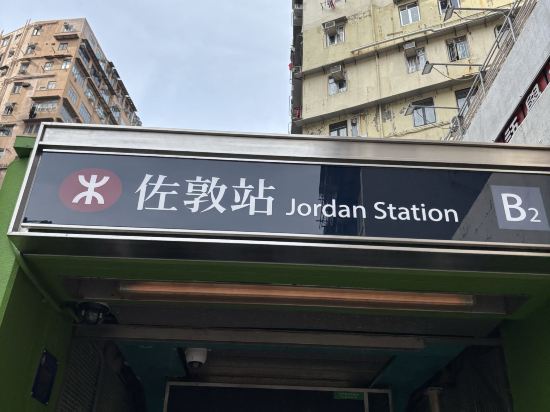 佐敦站 Jordan Station B2